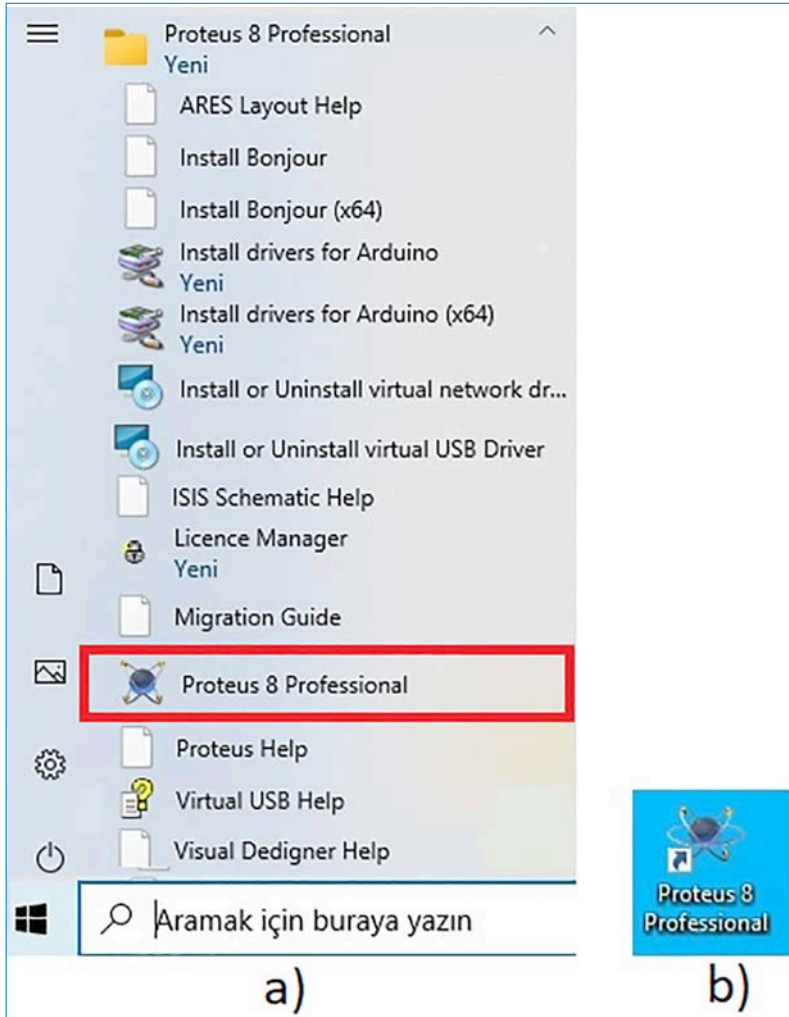 Proteus 8 Professional
Yeni
ARES Layout Help
Install Bonjour
Install Bonjour (x64)
Install drivers for Arduino
Yeni
Install drivers for Arduino (x64)
Yeni
Install or Uninstall virtual network dr...
Install or Uninstall virtual USB Driver
ISIS Schematic Help
Licence Manager
Yeni
Migration Guide
Proteus 8 Professional
Proteus Help
Virtual USB Help
Visual Dedigner Help
Aramak için buraya yazın
a)
Proteus 8
Professional
b)